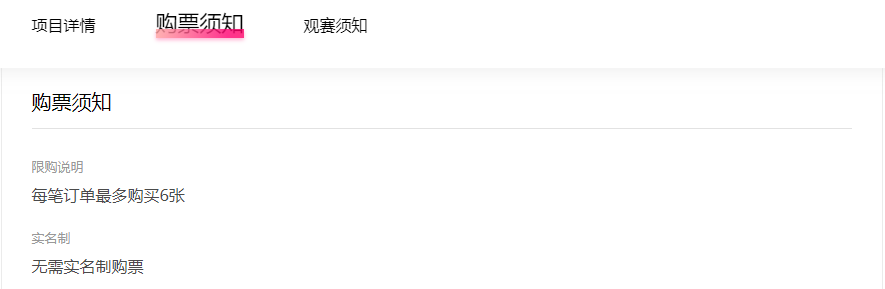 项目详情
购票须知
观赛须知
购票须知
限购说明
每笔订单最多购买6张
实名制
无需实名制购票